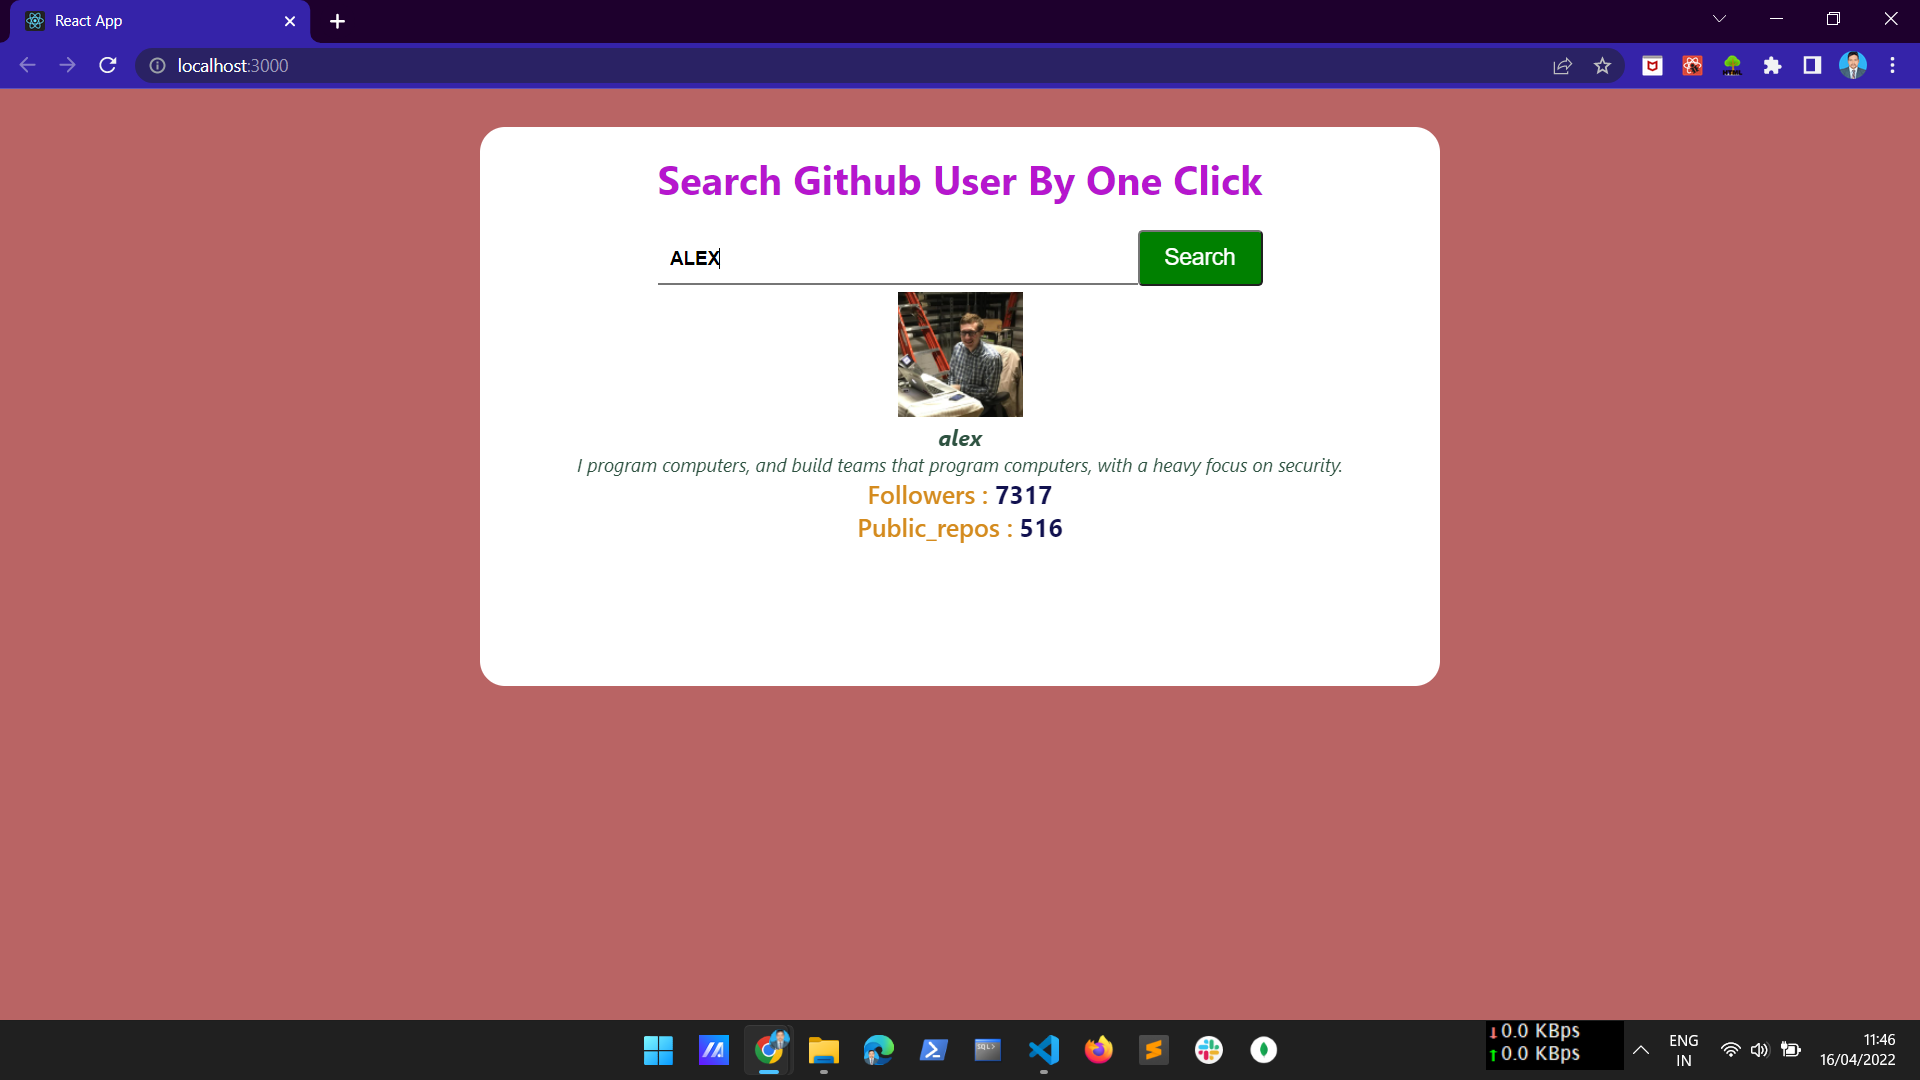 React App
localhost:3000
Search Github User By One Click
ALEX
Search
alex
I program computers, and build teams that program computers, with a heavy focus on security.
Followers : 7317
Public_repos : 516
SQL>
0.0 KBps
0.0 KBps
ENG
IN
11:46
16/04/2022